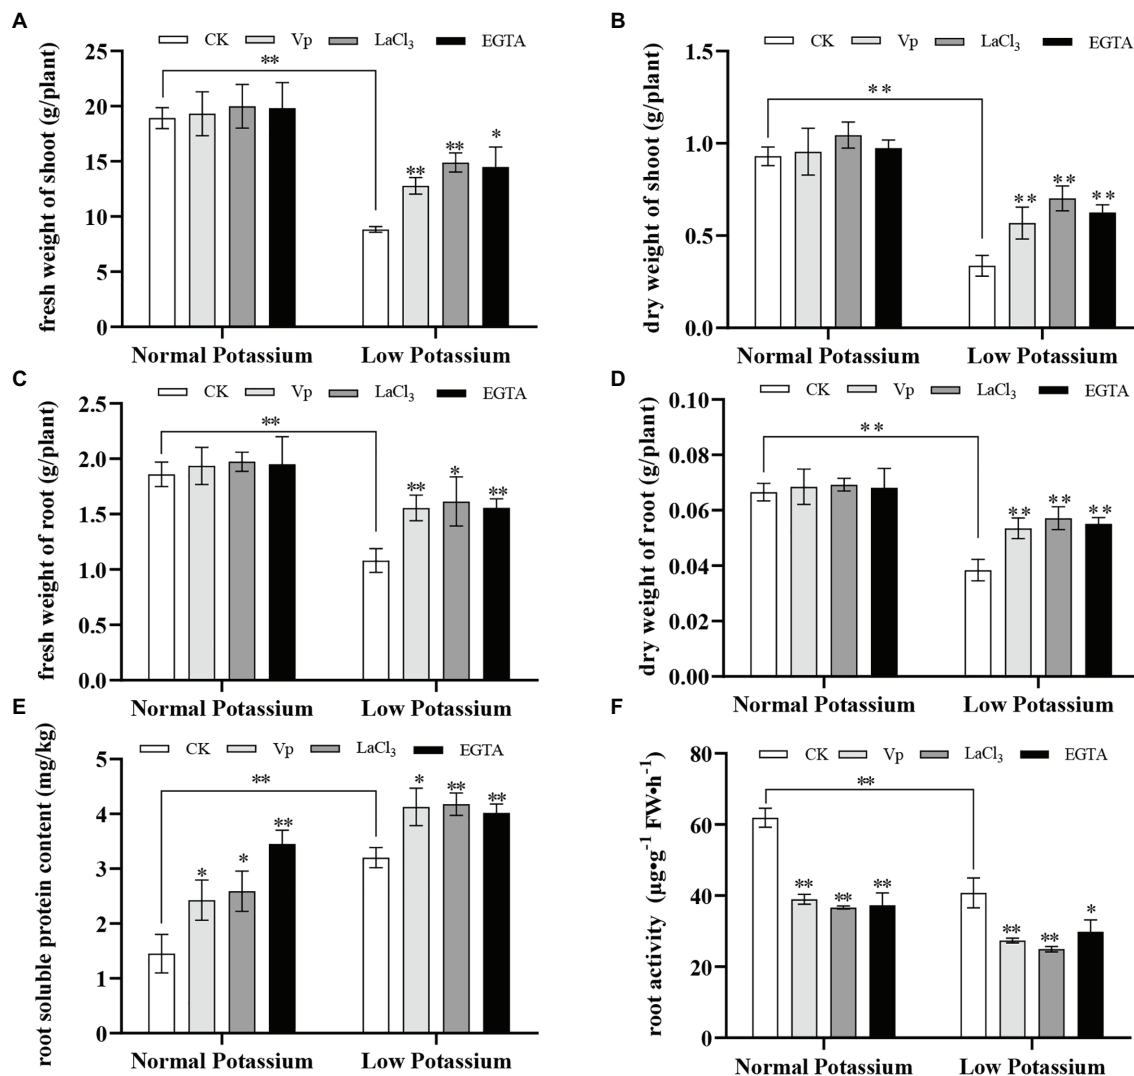 A
CK Vp LaCl₃ EGTA
fresh weight of shoot (g/plant)
25
20
15
10
5
0
**
** ** *
Normal Potassium Low Potassium
B
CK Vp LaCl₃ EGTA
dry weight of shoot (g/plant)
1.5
1.0
0.5
0.0
**
** ** **
Normal Potassium Low Potassium
C
CK Vp LaCl₃ EGTA
fresh weight of root (g/plant)
2.5
2.0
1.5
1.0
0.5
0.0
**
** * **
Normal Potassium Low Potassium
D
CK Vp LaCl₃ EGTA
dry weight of root (g/plant)
0.10
0.08
0.06
0.04
0.02
0.00
**
** ** **
Normal Potassium Low Potassium
E
CK Vp LaCl₃ EGTA
root soluble protein content (mg/kg)
5
4
3
2
1
0
**
* * ** * ** **
Normal Potassium Low Potassium
F
CK Vp LaCl₃ EGTA
root activity (μg•g⁻¹ FW•h⁻¹)
80
60
40
20
0
**
** ** ** ** ** *
Normal Potassium Low Potassium